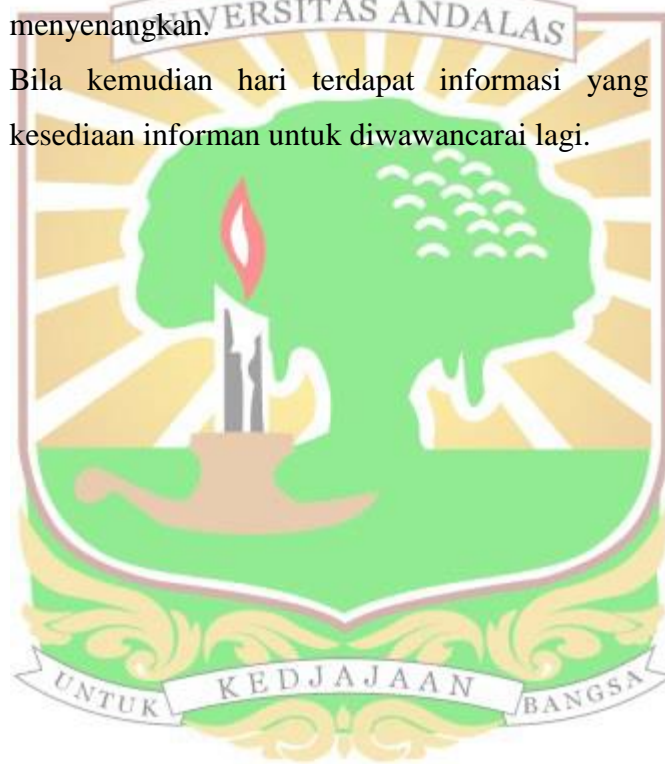 menyenangkan.
UNIVERSITAS ANDALAS
Bila kemudian hari terdapat informasi yang
kesediaan informan untuk diwawancarai lagi.
UNTUK KEDJAJAAN BANGSA